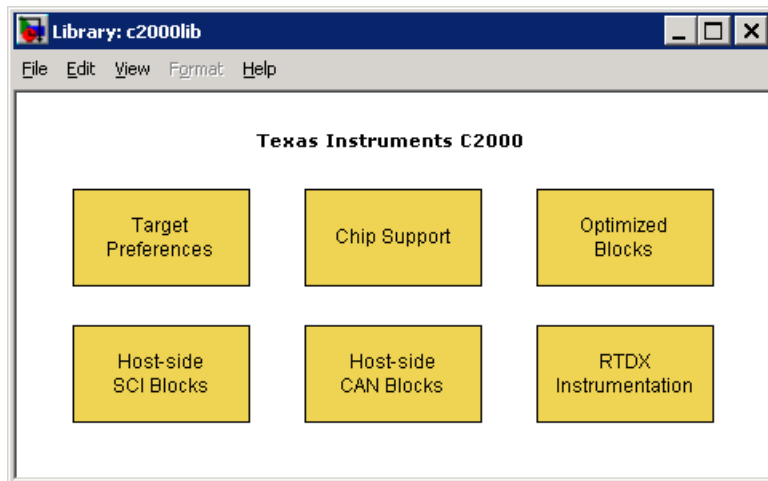 Library: c2000lib
File Edit View Format Help
Texas Instruments C2000
Target
Preferences
Chip Support
Optimized
Blocks
Host-side
SCI Blocks
Host-side
CAN Blocks
RTDX
Instrumentation